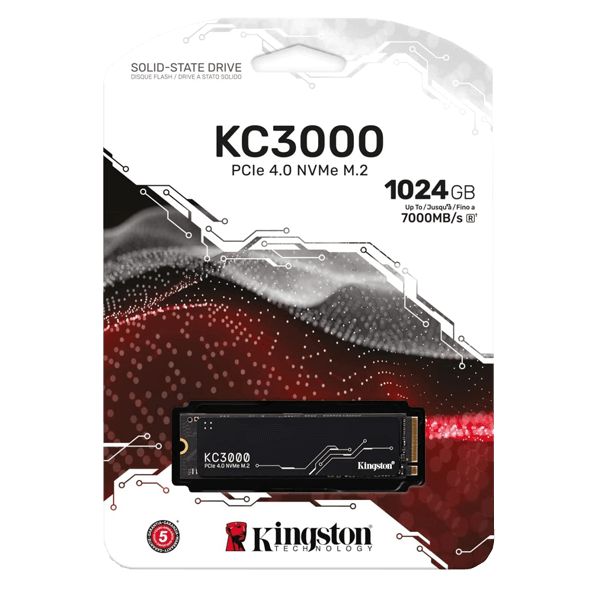 SOLID-STATE DRIVE
DISQUE FLASH / DRIVE A STATO SOLIDO
KC3000
PCIe 4.0 NVMe M.2
1024GB
Up To / Jusqu'à / Fino a
7000MB/s R¹
KC3000
PCIe 4.0 NVMe M.2
Kingston
5
Kingston
TECHNOLOGY